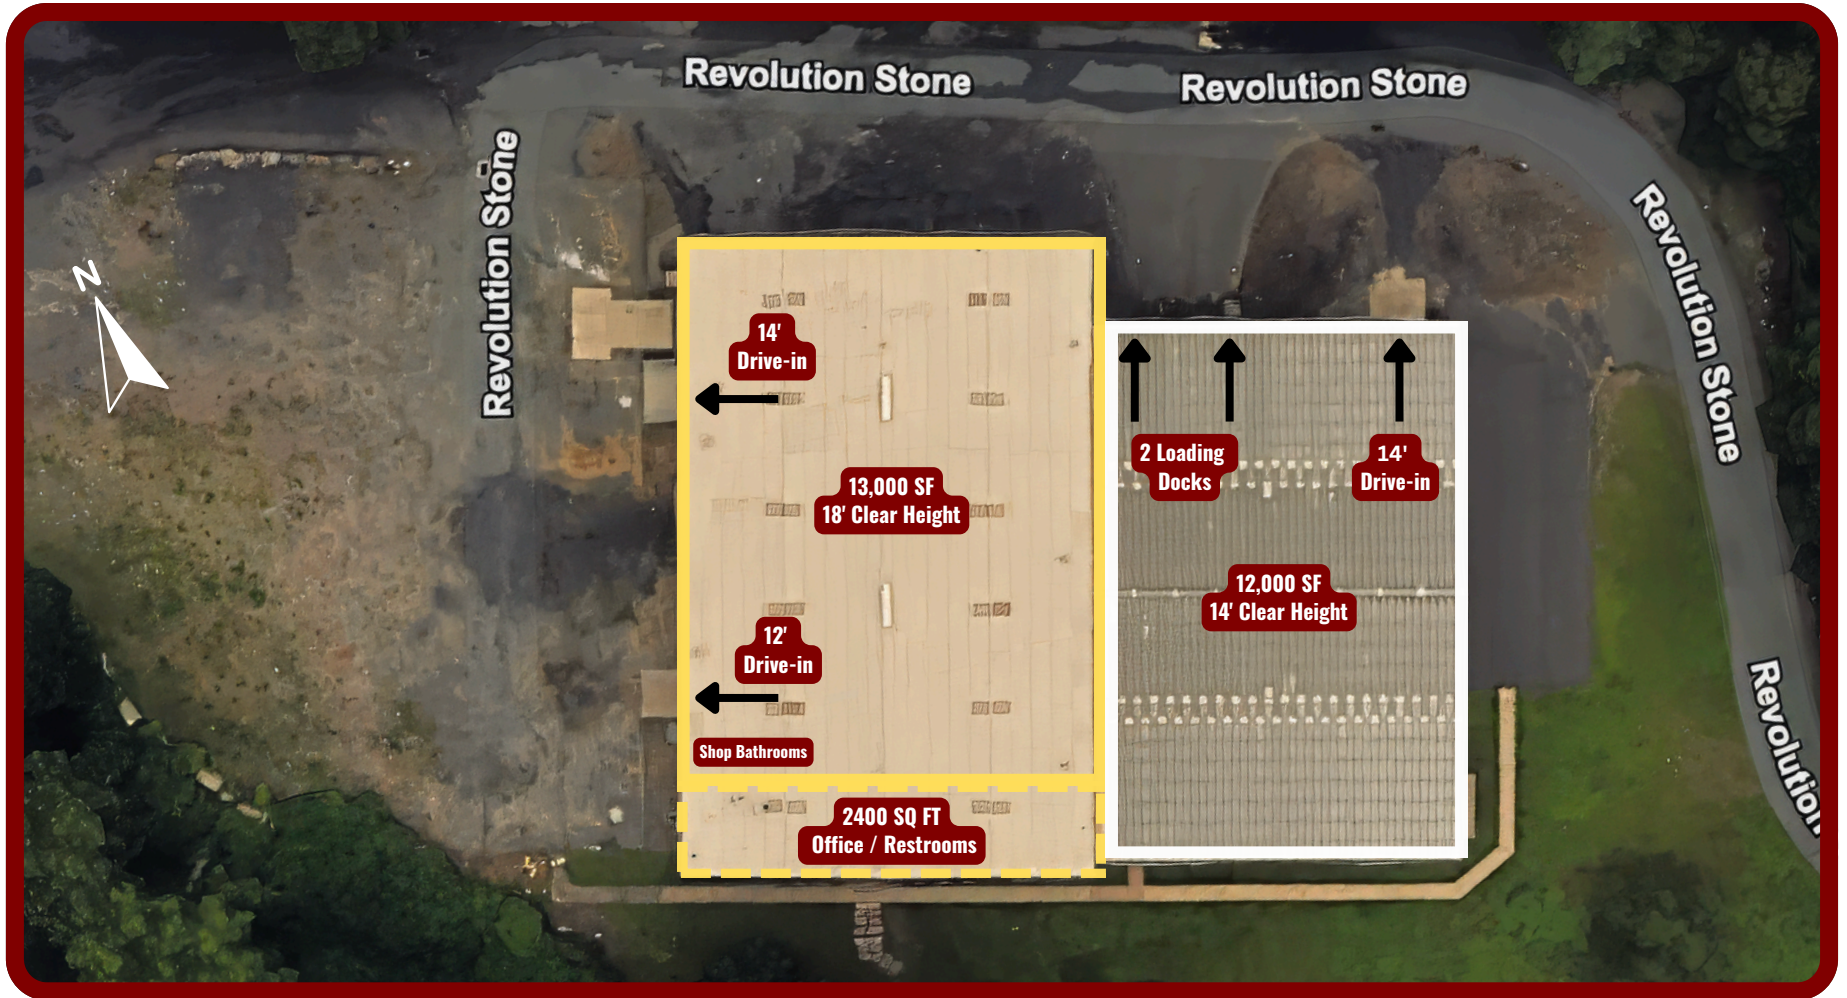 Revolution Stone
Revolution Stone
Revolution Stone
Revolution Stone
Revolution
N
14'
Drive-in
13,000 SF
18' Clear Height
12'
Drive-in
Shop Bathrooms
2400 SQ FT
Office / Restrooms
2 Loading
Docks
14'
Drive-in
12,000 SF
14' Clear Height